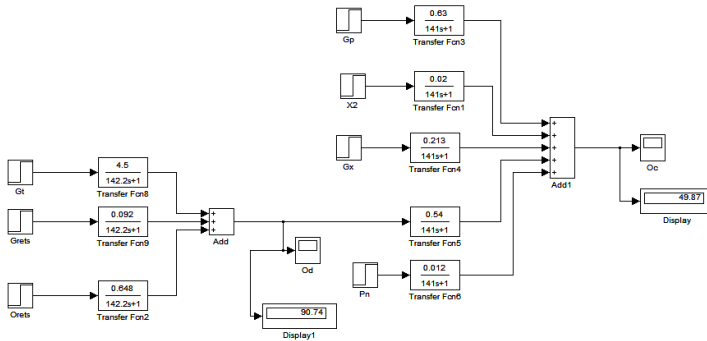 0.63
141s+1
Gp
Transfer Fcn3
0.02
141s+1
X2
Transfer Fcn1
0.213
141s+1
Gx
Transfer Fcn4
+
+
+
+
+
Add1
Oc
49.87
Display
4.5
142.2s+1
Gt
Transfer Fcn8
0.092
142.2s+1
Grets
Transfer Fcn9
+
+
+
Add
0.54
141s+1
Transfer Fcn5
Od
0.648
142.2s+1
Orets
Transfer Fcn2
0.012
141s+1
Pn
Transfer Fcn6
90.74
Display1